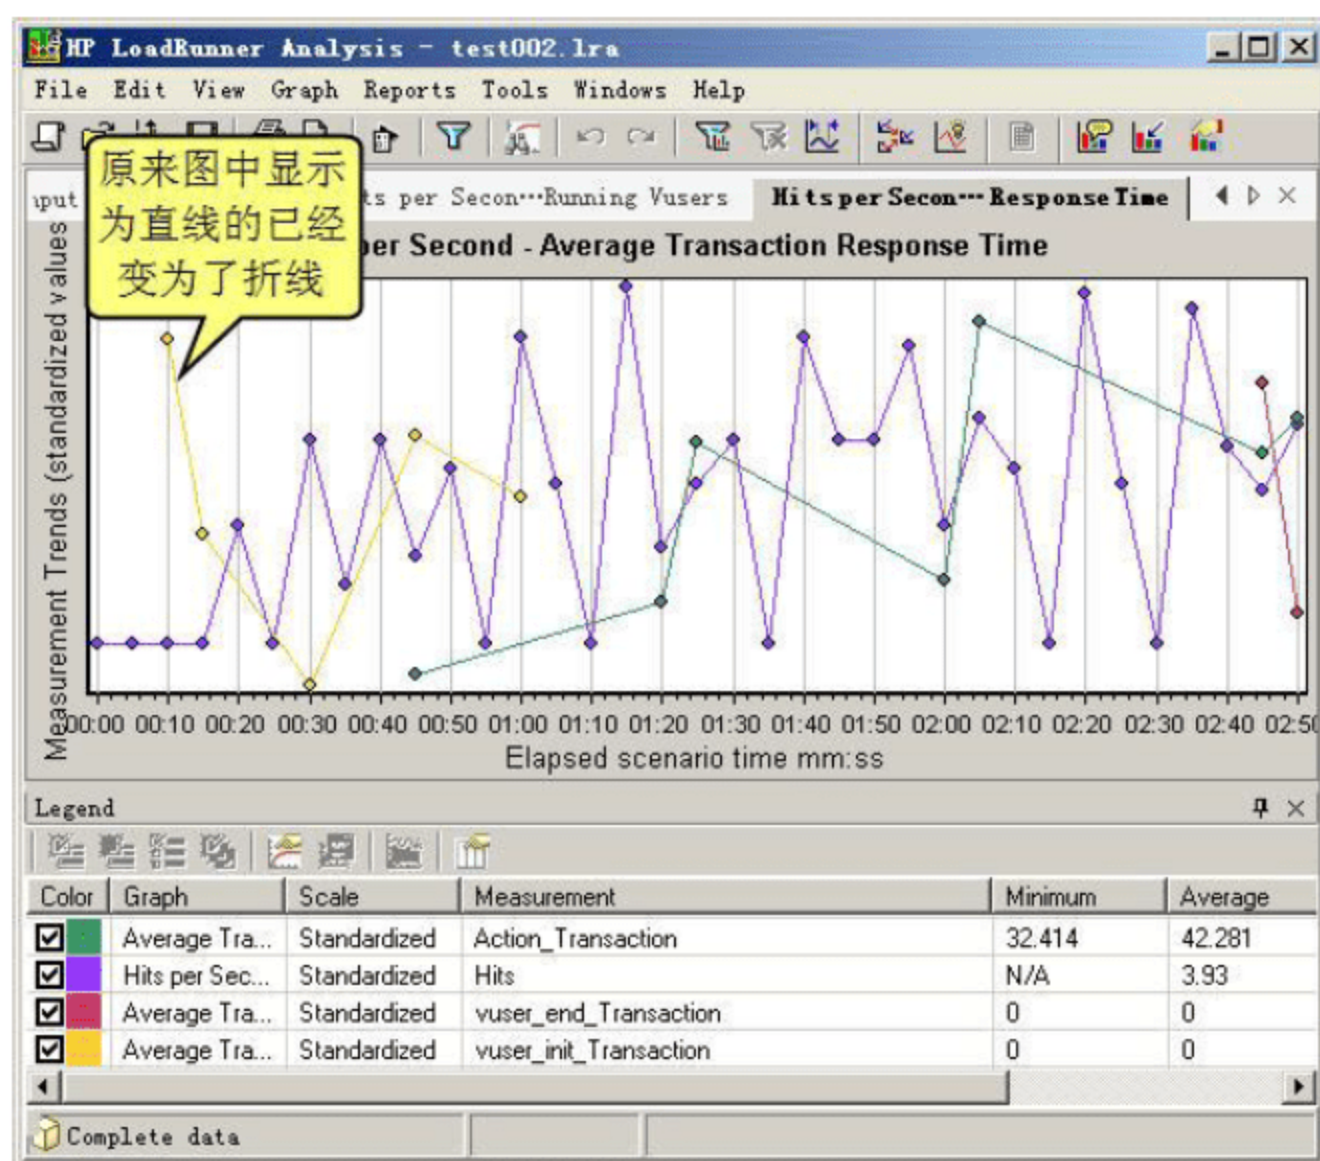 HP LoadRunner Analysis - test002.lra
File Edit View Graph Reports Tools Windows Help
原来图中显示
为直线的已经
变为了折线
ts per Secon···Running Vusers
Hits per Secon··· Response Time
per Second - Average Transaction Response Time
Measurement Trends (standardized values
00:00 00:10 00:20 00:30 00:40 00:50 01:00 01:10 01:20 01:30 01:40 01:50 02:00 02:10 02:20 02:30 02:40 02:50
Elapsed scenario time mm:ss
Legend
Color Graph Scale Measurement Minimum Average
Average Tra... Standardized Action_Transaction 32.414 42.281
Hits per Sec... Standardized Hits N/A 3.93
Average Tra... Standardized vuser_end_Transaction 0 0
Average Tra... Standardized vuser_init_Transaction 0 0
Complete data